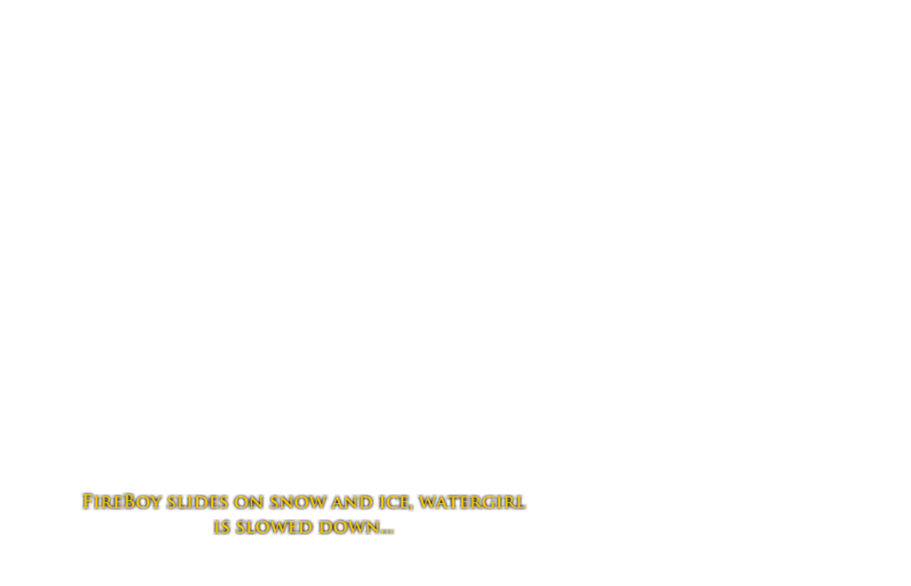 FireBoy slides on snow and ice, watergirl
is slowed down...